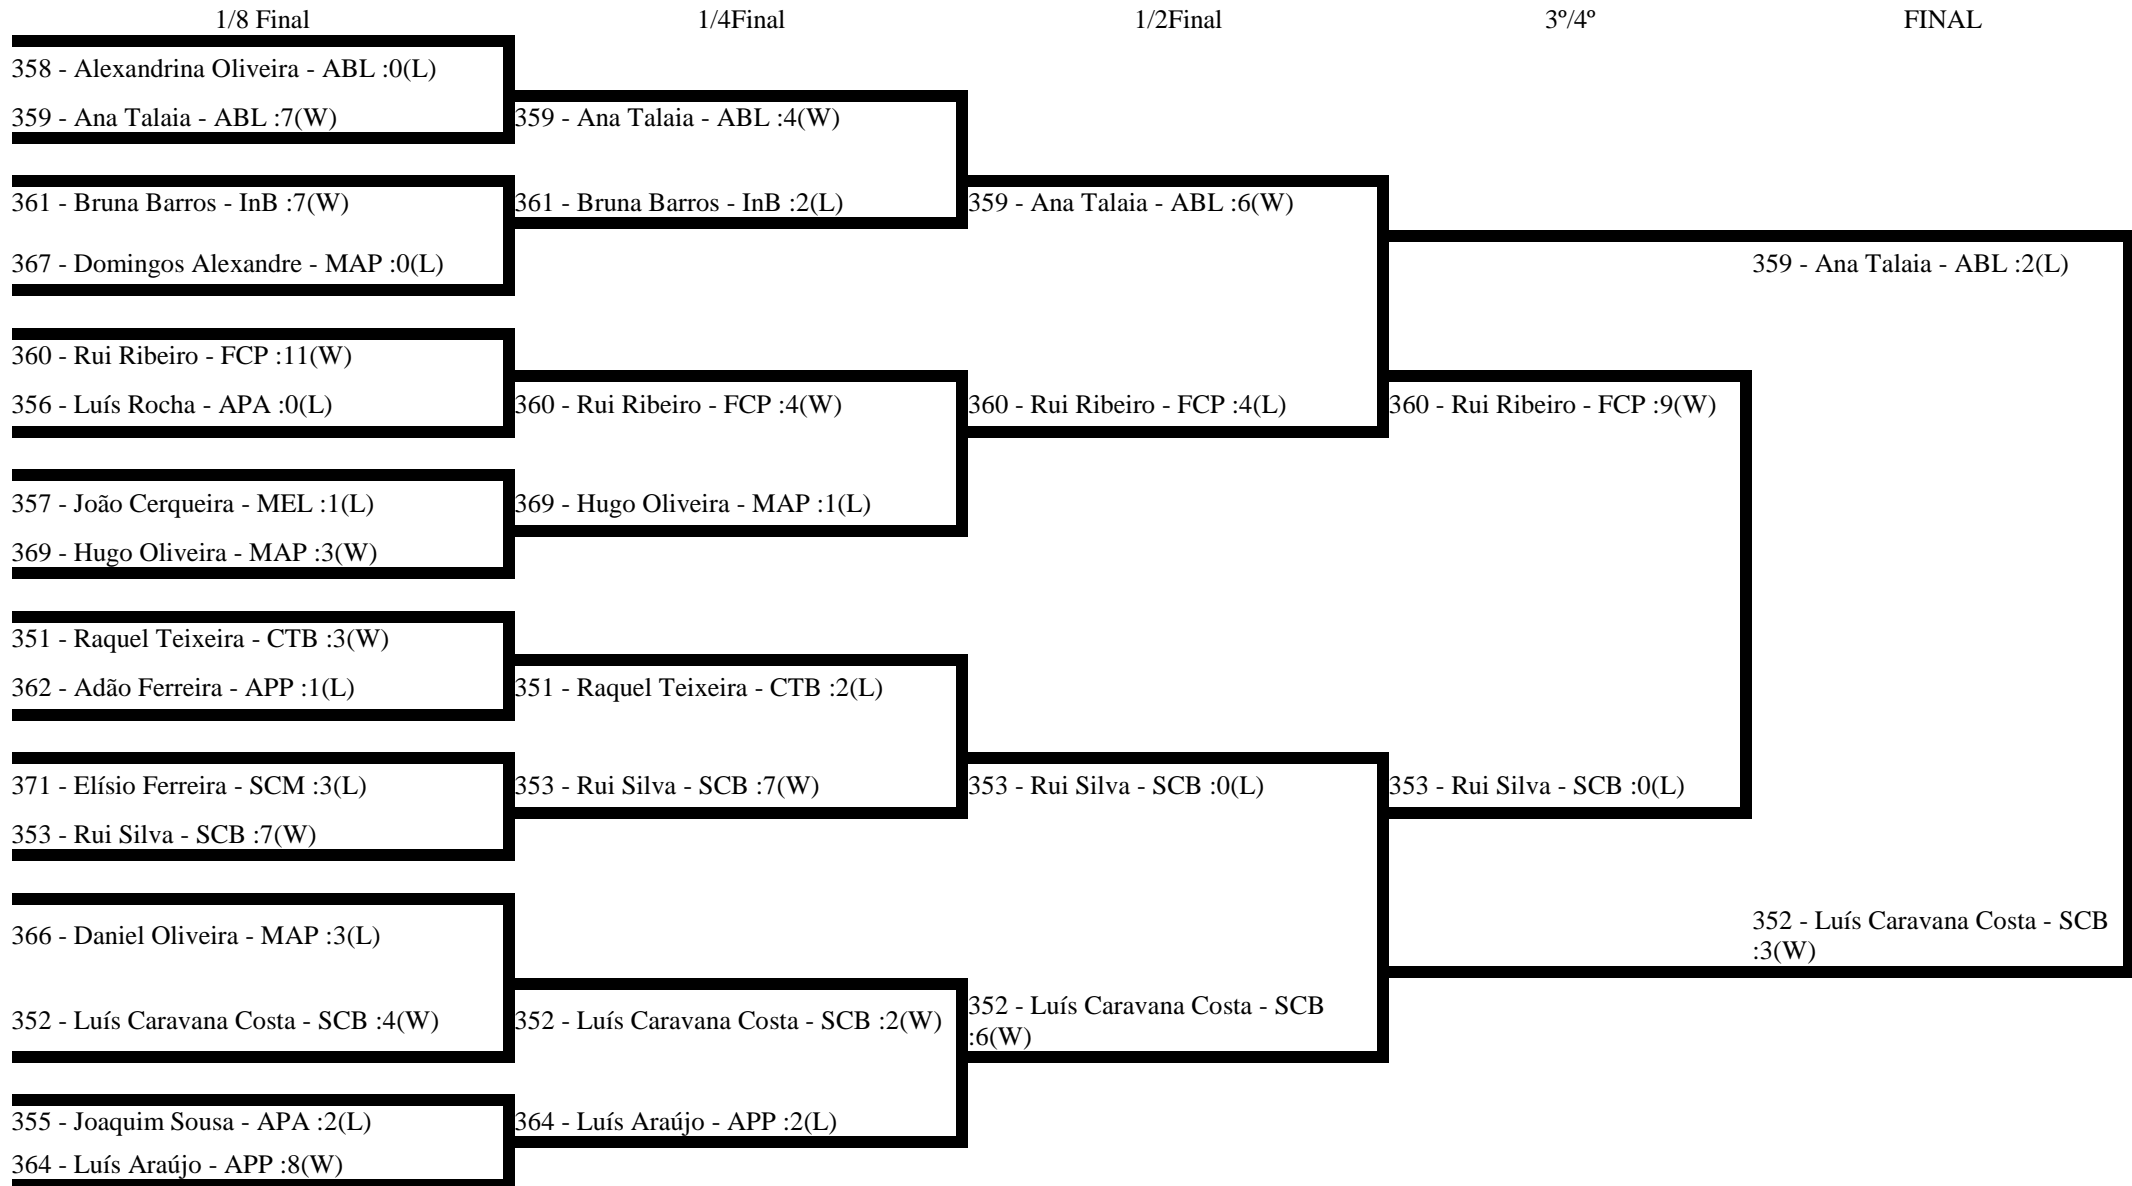 1/8 Final
1/4Final
1/2Final
3º/4º
FINAL
358 - Alexandrina Oliveira - ABL :0(L)
359 - Ana Talaia - ABL :7(W)
361 - Bruna Barros - InB :7(W)
367 - Domingos Alexandre - MAP :0(L)
360 - Rui Ribeiro - FCP :11(W)
356 - Luís Rocha - APA :0(L)
357 - João Cerqueira - MEL :1(L)
369 - Hugo Oliveira - MAP :3(W)
351 - Raquel Teixeira - CTB :3(W)
362 - Adão Ferreira - APP :1(L)
371 - Elísio Ferreira - SCM :3(L)
353 - Rui Silva - SCB :7(W)
366 - Daniel Oliveira - MAP :3(L)
352 - Luís Caravana Costa - SCB :4(W)
355 - Joaquim Sousa - APA :2(L)
364 - Luís Araújo - APP :8(W)
359 - Ana Talaia - ABL :4(W)
361 - Bruna Barros - InB :2(L)
360 - Rui Ribeiro - FCP :4(W)
369 - Hugo Oliveira - MAP :1(L)
351 - Raquel Teixeira - CTB :2(L)
353 - Rui Silva - SCB :7(W)
352 - Luís Caravana Costa - SCB :2(W)
364 - Luís Araújo - APP :2(L)
359 - Ana Talaia - ABL :6(W)
360 - Rui Ribeiro - FCP :4(L)
353 - Rui Silva - SCB :0(L)
352 - Luís Caravana Costa - SCB
:6(W)
360 - Rui Ribeiro - FCP :9(W)
353 - Rui Silva - SCB :0(L)
359 - Ana Talaia - ABL :2(L)
352 - Luís Caravana Costa - SCB
:3(W)